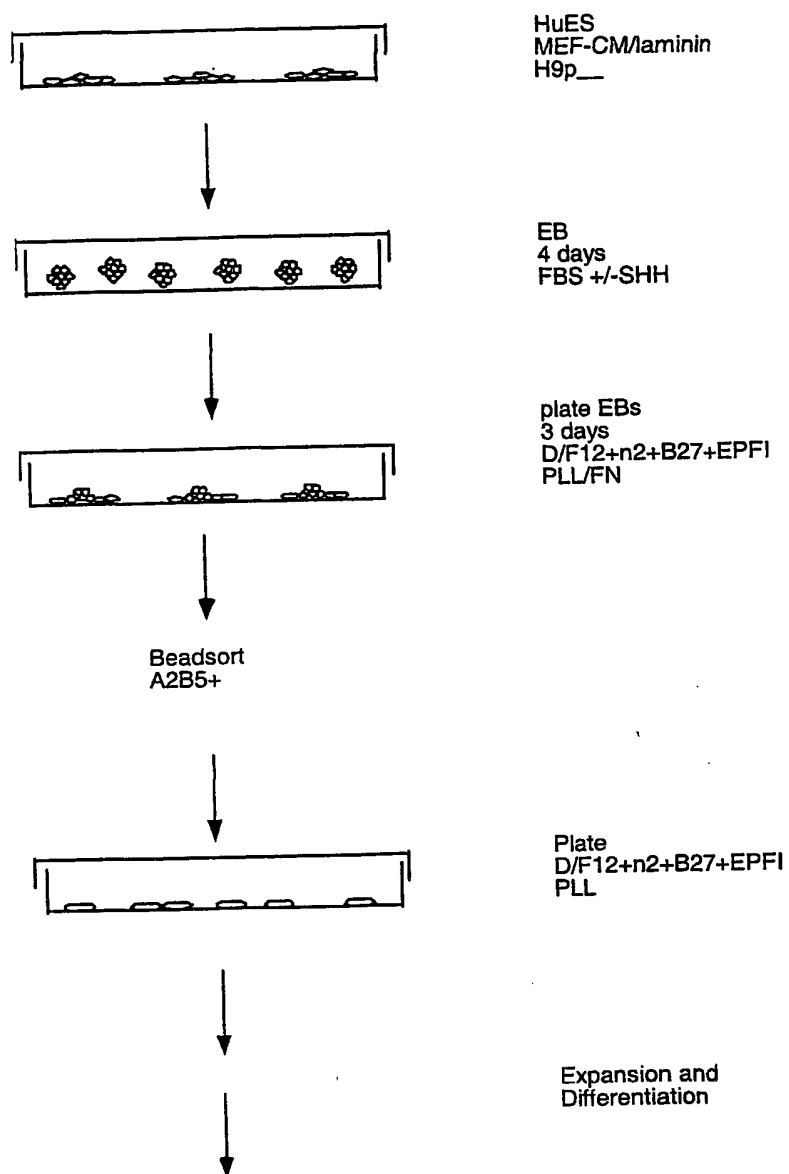 HuES
MEF-CM/laminin
H9p__
EB
4 days
FBS +/-SHH
plate EBs
3 days
D/F12+n2+B27+EPFI
PLL/FN
Beadsort
A2B5+
Plate
D/F12+n2+B27+EPFI
PLL
Expansion and
Differentiation